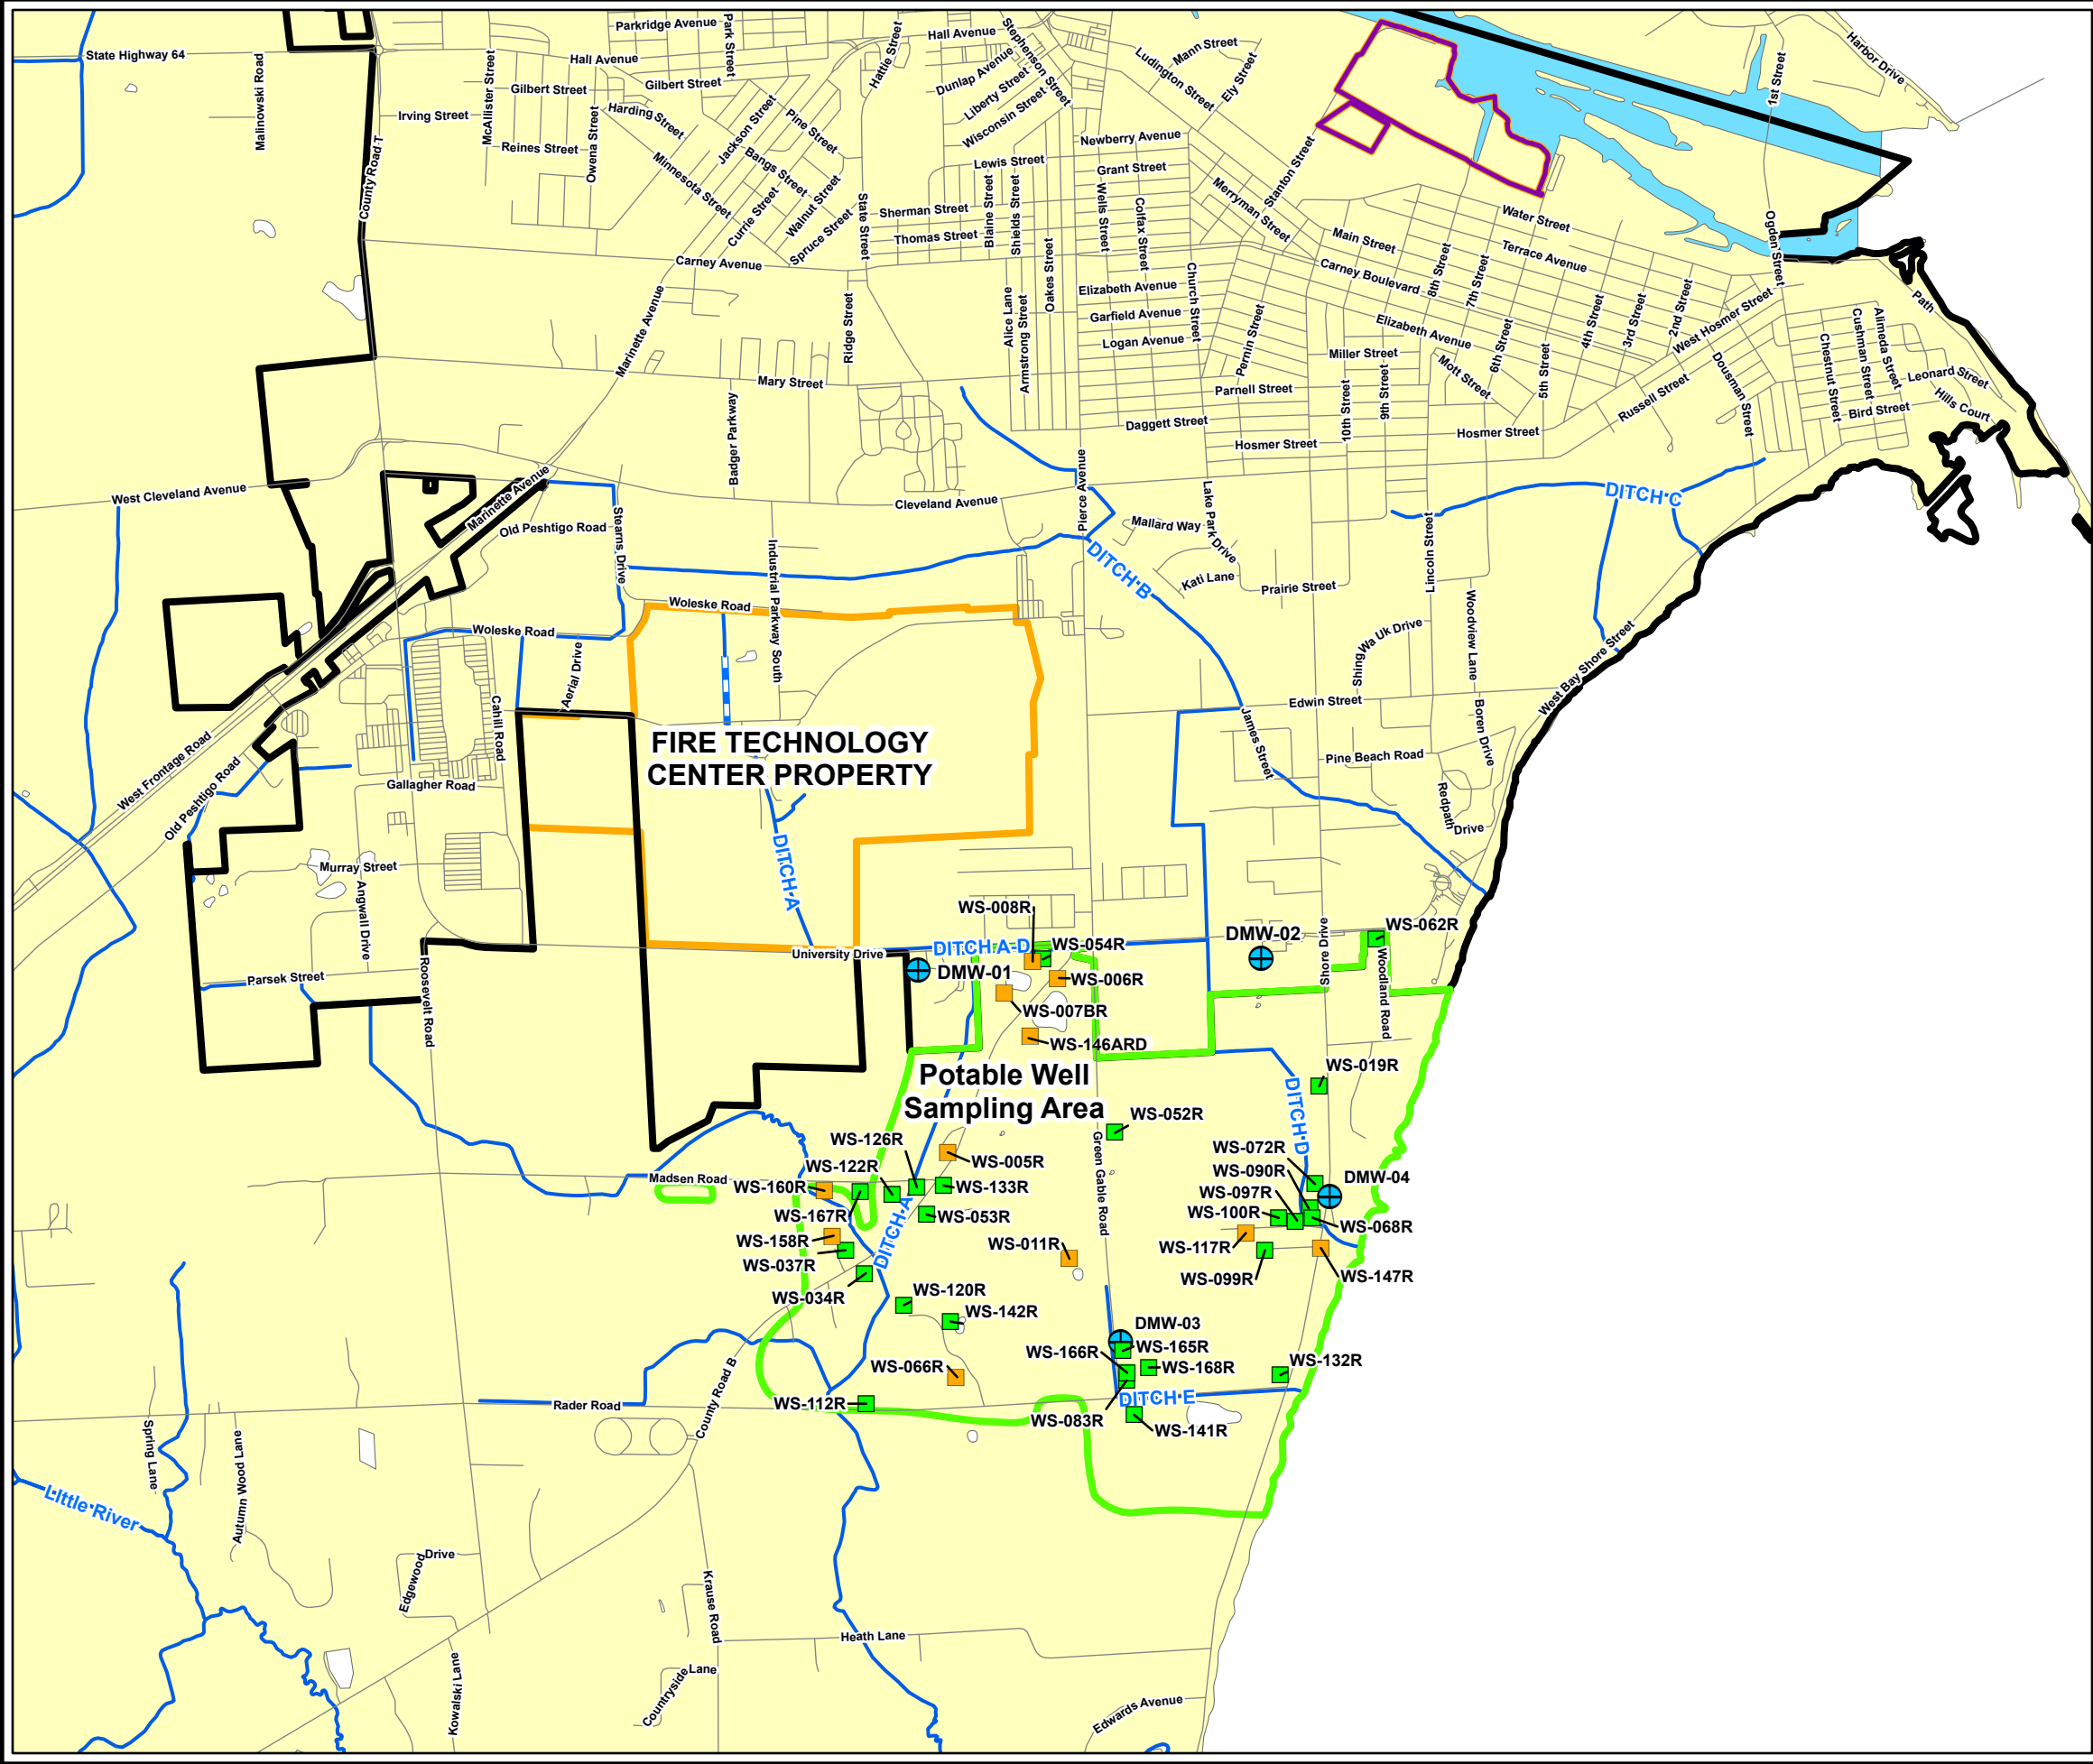 Parkridge Avenue
Park Street
Hall Avenue
Hattie Street
Stephenson Street
Mann Street
Harbor Drive
State Highway 64
Malinowski Road
McAllister Street
Hall Avenue
Gilbert Street
Gilbert Street
Dunlap Avenue
Liberty Street
Wisconsin Street
Ludington Street
Ely Street
1st Street
Irving Street
Harding Street
Owena Street
Jackson Street
Pine Street
Reines Street
Minnesota Street
Bangs Street
Newberry Avenue
Lewis Street
Grant Street
Stanton Street
County Road T
Currie Street
Walnut Street
Spruce Street
State Street
Sherman Street
Thomas Street
Blaine Street
Shields Street
Oakes Street
Wells Street
Colfax Street
Merryman Street
Water Street
Main Street
Terrace Avenue
Ogden Street
Carney Avenue
Carney Boulevard
8th Street
7th Street
Church Street
Elizabeth Avenue
Garfield Avenue
Logan Avenue
Alice Lane
Armstrong Street
Ridge Street
Marinette Avenue
Pernin Street
Elizabeth Avenue
Miller Street
Mott Street
6th Street
5th Street
4th Street
3rd Street
2nd Street
West Hosmer Street
Path
Alimeda Street
Cushman Street
Chestnut Street
Leonard Street
Hills Court
Bird Street
Dousman Street
Russell Street
Mary Street
Badger Parkway
Parnell Street
9th Street
10th Street
Daggett Street
Hosmer Street
Hosmer Street
West Cleveland Avenue
Marinette Avenue
Old Peshtigo Road
Stearns Drive
Cleveland Avenue
Pierce Avenue
Lake Park Drive
Mallard Way
Kati Lane
Prairie Street
Lincoln Street
DITCH C
DITCH B
Industrial Parkway South
Woleske Road
Woleske Road
Aerial Drive
Cahill Road
Shing Wa Uk Drive
Woodview Lane
West Bay Shore Street
Edwin Street
James Street
Boren Drive
Pine Beach Road
Redpath Drive
FIRE TECHNOLOGY
CENTER PROPERTY
West Frontage Road
Old Peshtigo Road
Gallagher Road
Murray Street
Angwall Drive
Parsek Street
Roosevelt Road
DITCH A
University Drive
DITCH A-D
WS-008R
WS-054R
DMW-01
WS-006R
WS-007BR
WS-146ARD
DMW-02
Shore Drive
WS-062R
Woodland Road
Potable Well
Sampling Area
WS-019R
DITCH D
WS-052R
Green Gable Road
WS-126R
WS-122R
WS-005R
WS-072R
WS-090R
DMW-04
Madsen Road
WS-160R
WS-133R
WS-097R
WS-167R
WS-053R
WS-100R
WS-068R
WS-158R
DITCH A
WS-011R
WS-117R
WS-037R
WS-099R
WS-147R
WS-034R
WS-120R
WS-142R
DMW-03
WS-165R
WS-166R
WS-168R
WS-132R
WS-066R
County Road B
Rader Road
WS-112R
DITCH E
WS-083R
WS-141R
Spring Lane
Autumn Wood Lane
LIttle River
Edgewood Drive
Krause Road
Heath Lane
Kowalski Lane
Countryside Lane
Edwards Avenue